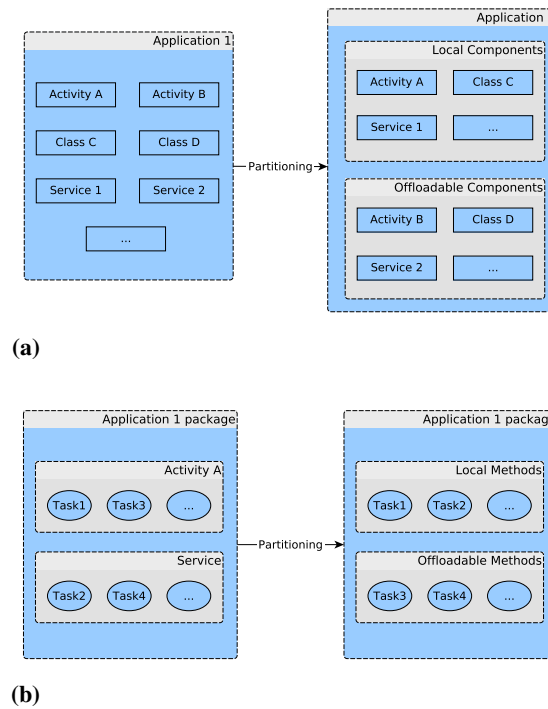 Application 1
Activity A
Activity B
Class C
Class D
Service 1
Service 2
...
Partitioning
Application
Local Components
Activity A
Class C
Service 1
...
Offloadable Components
Activity B
Class D
Service 2
...
(a)
Application 1 package
Activity A
Task1
Task3
...
Service
Task2
Task4
...
Partitioning
Application 1 packag
Local Methods
Task1
Task2
...
Offloadable Methods
Task3
Task4
...
(b)